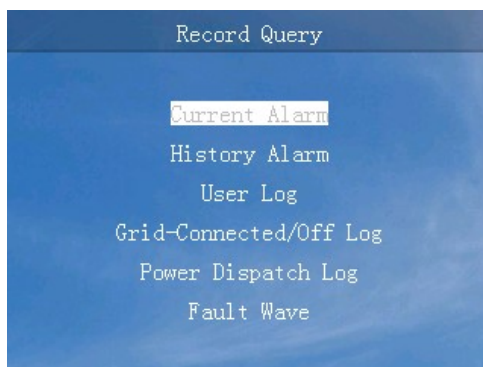 Record Query
Current Alarm
History Alarm
User Log
Grid-Connected/Off Log
Power Dispatch Log
Fault Wave